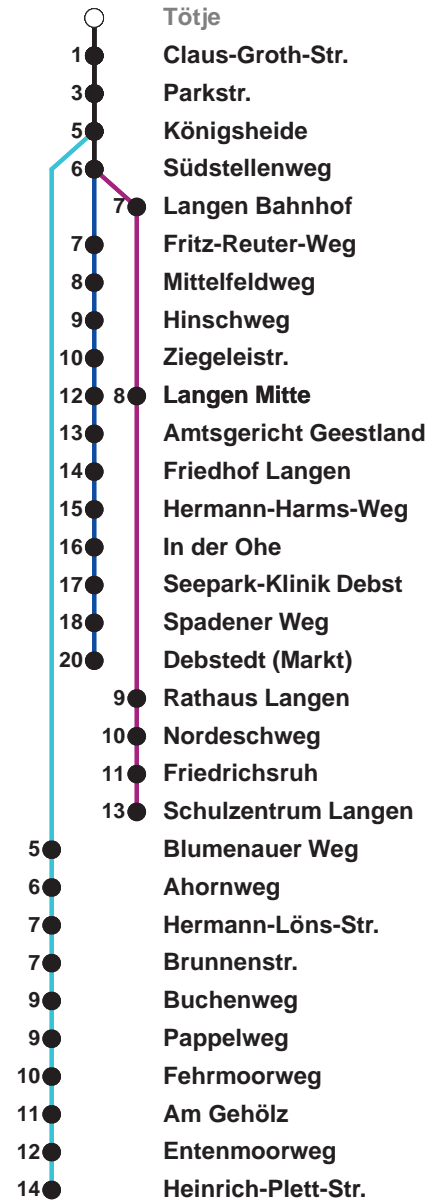 Tötje
1 Claus-Groth-Str.
3 Parkstr.
5 Königsheide
6 Südstellenweg
7 Langen Bahnhof
7 Fritz-Reuter-Weg
8 Mittelfeldweg
9 Hinschweg
10 Ziegeleistr.
12 8 Langen Mitte
13 Amtsgericht Geestland
14 Friedhof Langen
15 Hermann-Harms-Weg
16 In der Ohe
17 Seepark-Klinik Debst
18 Spadener Weg
20 Debstedt (Markt)
9 Rathaus Langen
10 Nordeschweg
11 Friedrichsruh
13 Schulzentrum Langen
5 Blumenauer Weg
6 Ahornweg
7 Hermann-Löns-Str.
7 Brunnenstr.
9 Buchenweg
9 Pappelweg
10 Fehrmoorweg
11 Am Gehölz
12 Entenmoorweg
14 Heinrich-Plett-Str.